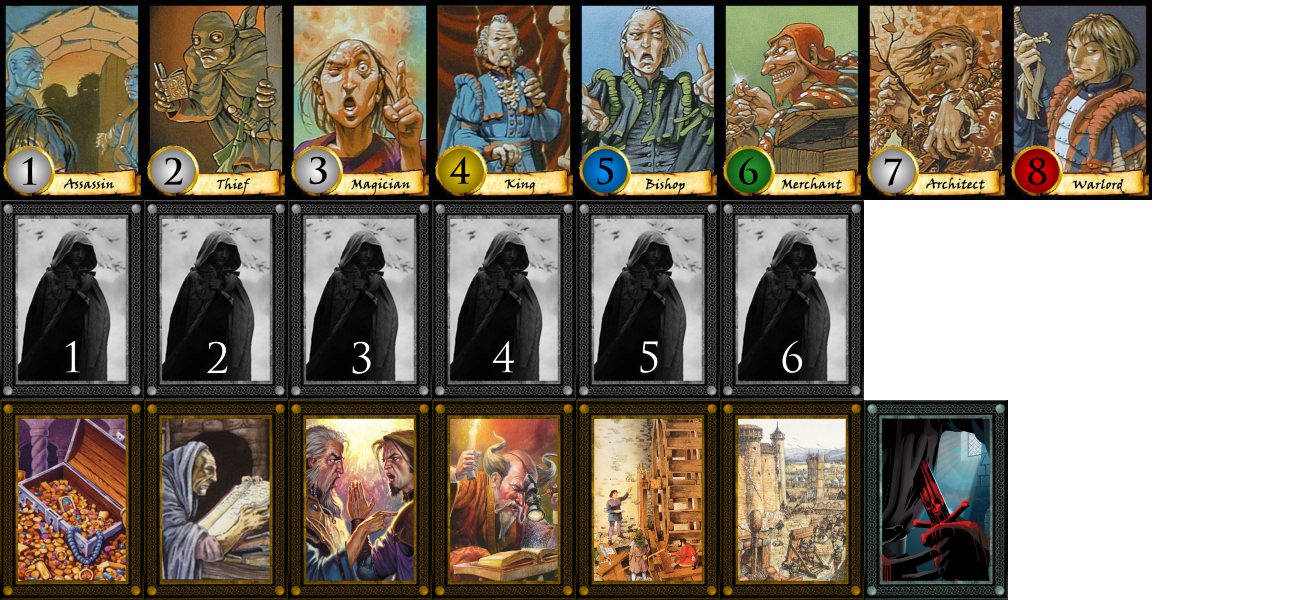 1 Assassin
2 Thief
3 Magician
4 King
5 Bishop
6 Merchant
7 Architect
8 Warlord
1
2
3
4
5
6